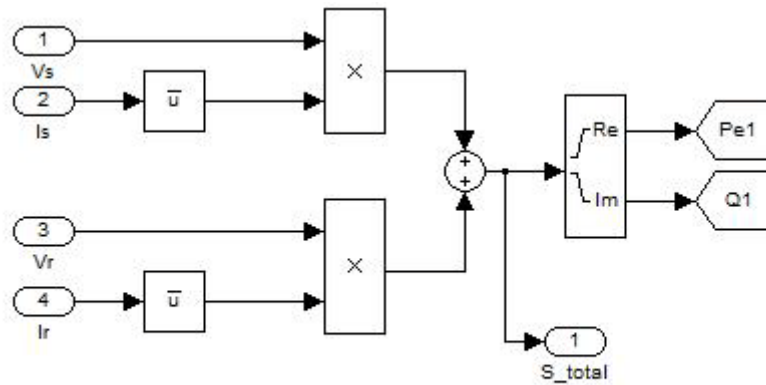 1
Vs
2
Is
u̅
×
3
Vr
4
Ir
u̅
×
+
+
Re
Im
Pe1
Q1
1
S_total